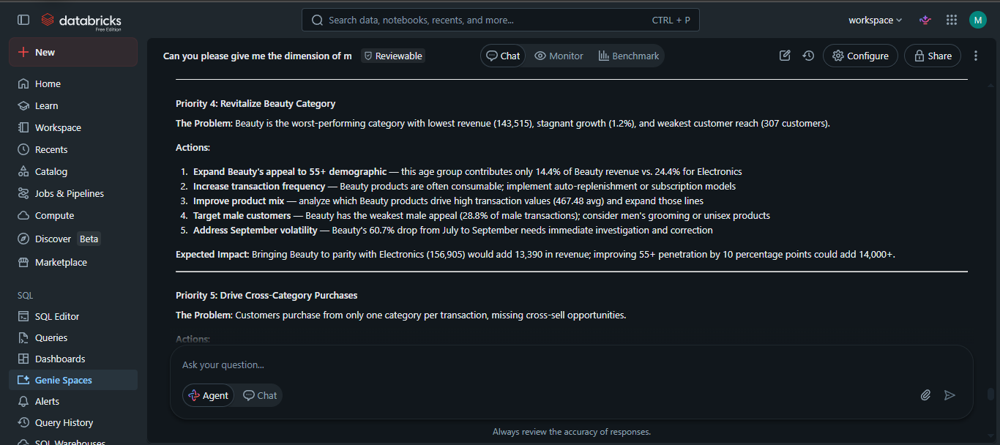 databricks
Free Edition
Search data, notebooks, recents, and more...
CTRL + P
workspace
M
New
Home
Learn
Workspace
Recents
Catalog
Jobs & Pipelines
Compute
Discover Beta
Marketplace
SQL
SQL Editor
Queries
Dashboards
Genie Spaces
Alerts
Query History
SQL Warehouses
Can you please give me the dimension of m
Reviewable
Chat
Monitor
Benchmark
Configure
Share
Priority 4: Revitalize Beauty Category
The Problem: Beauty is the worst-performing category with lowest revenue (143,515), stagnant growth (1.2%), and weakest customer reach (307 customers).
Actions:
1. Expand Beauty's appeal to 55+ demographic — this age group contributes only 14.4% of Beauty revenue vs. 24.4% for Electronics
2. Increase transaction frequency — Beauty products are often consumable; implement auto-replenishment or subscription models
3. Improve product mix — analyze which Beauty products drive high transaction values (467.48 avg) and expand those lines
4. Target male customers — Beauty has the weakest male appeal (28.8% of male transactions); consider men's grooming or unisex products
5. Address September volatility — Beauty's 60.7% drop from July to September needs immediate investigation and correction
Expected Impact: Bringing Beauty to parity with Electronics (156,905) would add 13,390 in revenue; improving 55+ penetration by 10 percentage points could add 14,000+.
Priority 5: Drive Cross-Category Purchases
The Problem: Customers purchase from only one category per transaction, missing cross-sell opportunities.
Actions:
Ask your question...
Agent
Chat
Always review the accuracy of responses.